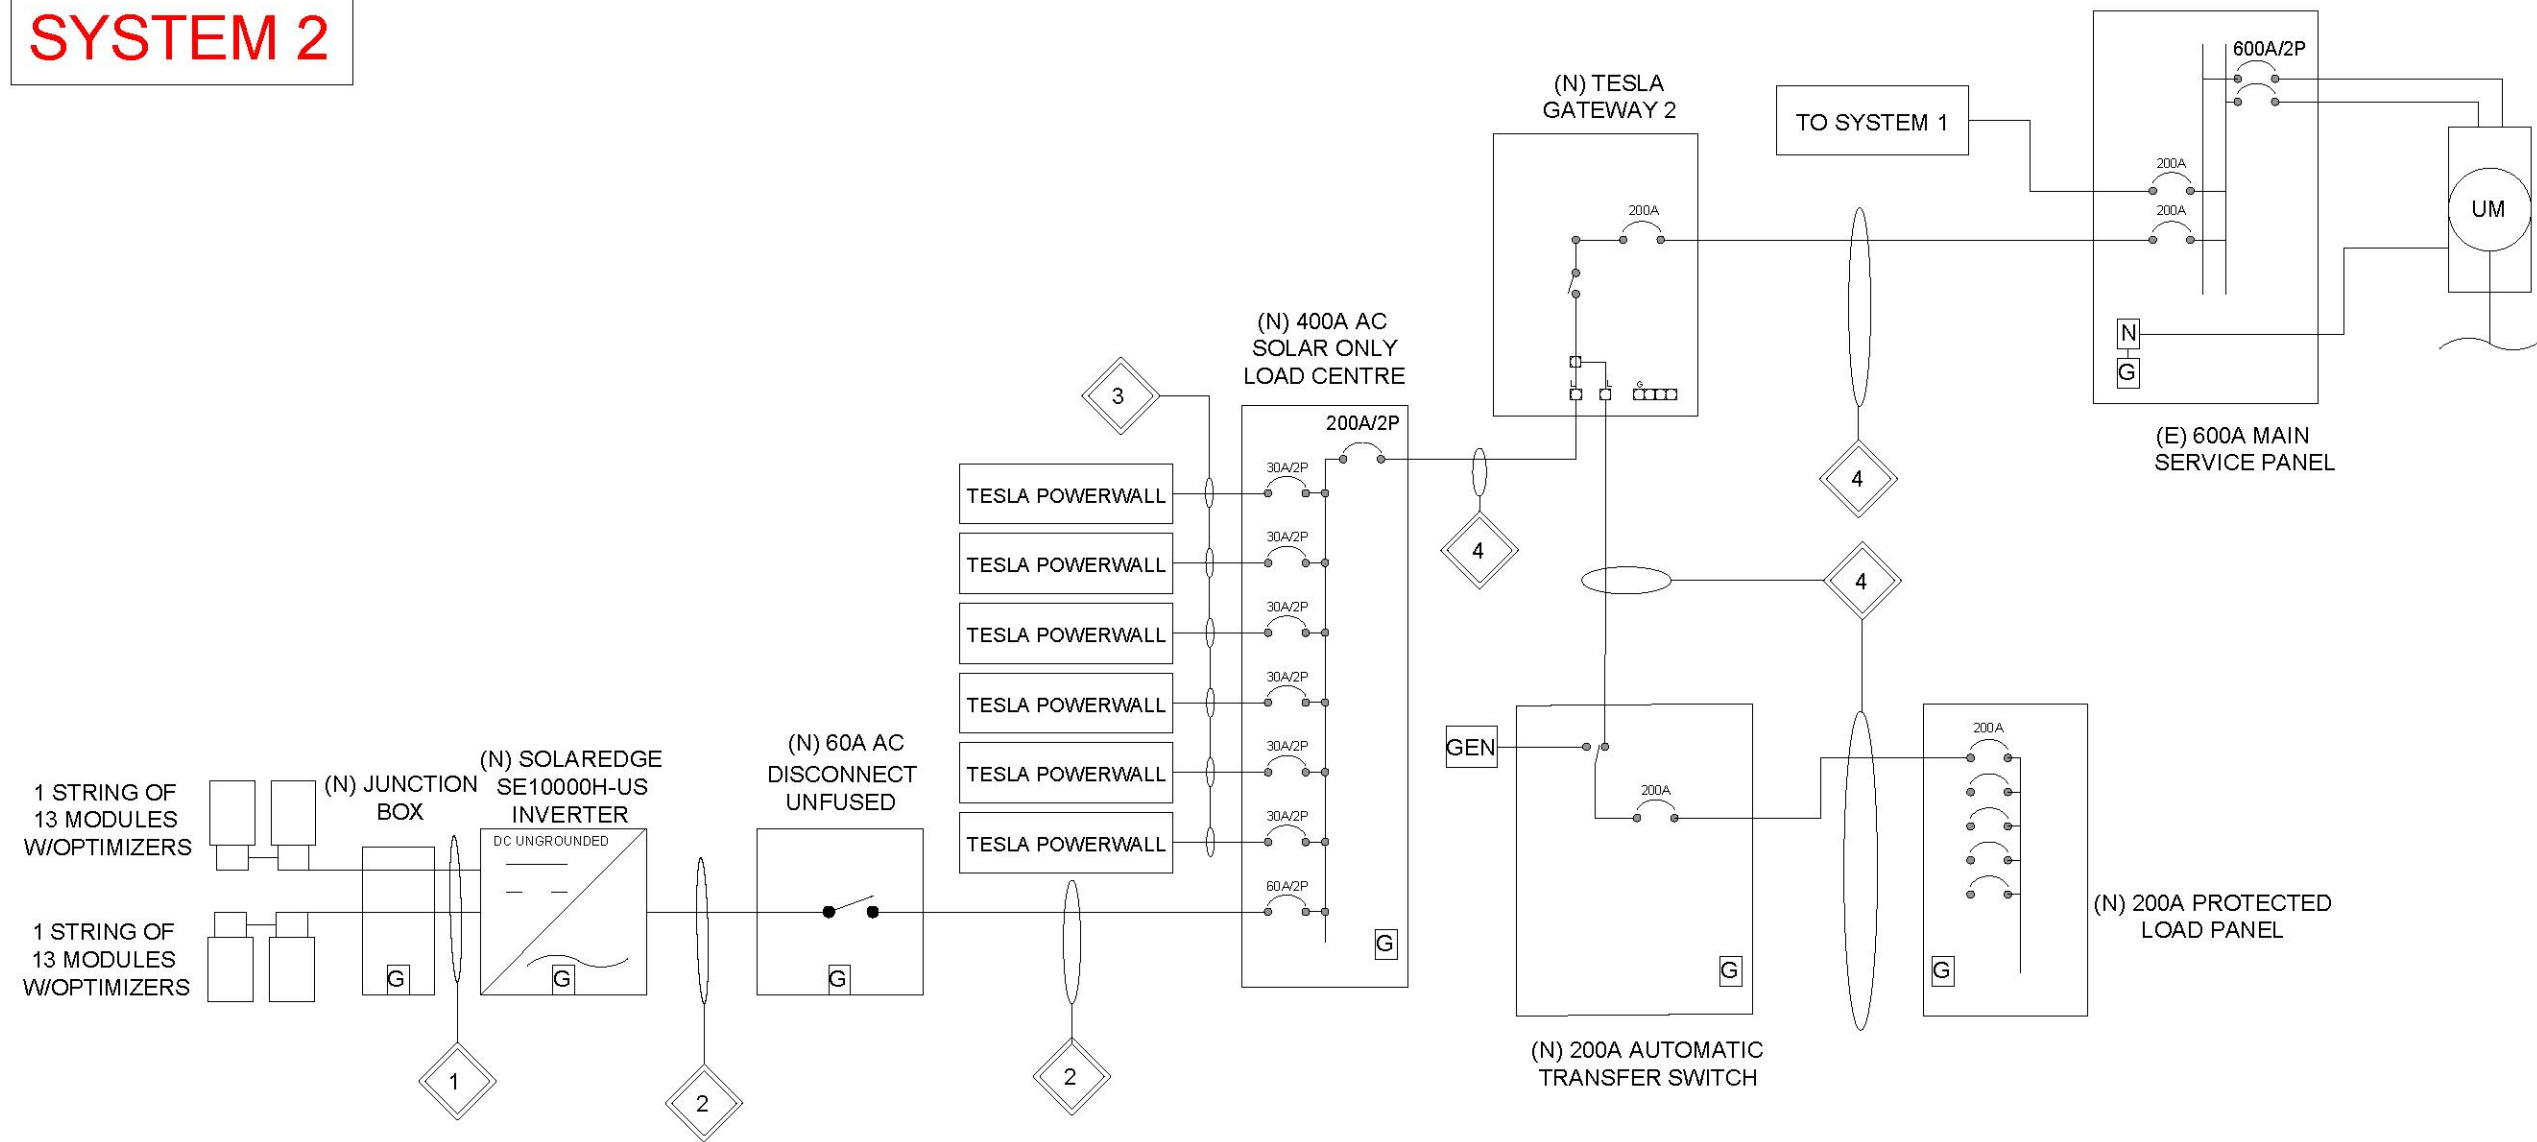 SYSTEM 2
(N) TESLA
GATEWAY 2
200A
L
L
G
TO SYSTEM 1
600A/2P
200A
200A
UM
N
G
(E) 600A MAIN
SERVICE PANEL
(N) 400A AC
SOLAR ONLY
LOAD CENTRE
200A/2P
30A/2P
30A/2P
30A/2P
30A/2P
30A/2P
30A/2P
60A/2P
G
3
TESLA POWERWALL
TESLA POWERWALL
TESLA POWERWALL
TESLA POWERWALL
TESLA POWERWALL
TESLA POWERWALL
4
4
4
1 STRING OF
13 MODULES
W/OPTIMIZERS
1 STRING OF
13 MODULES
W/OPTIMIZERS
(N) JUNCTION
BOX
G
(N) SOLAREDGE
SE10000H-US
INVERTER
DC UNGROUNDED
G
(N) 60A AC
DISCONNECT
UNFUSED
G
1
2
2
GEN
200A
G
(N) 200A AUTOMATIC
TRANSFER SWITCH
200A
G
(N) 200A PROTECTED
LOAD PANEL